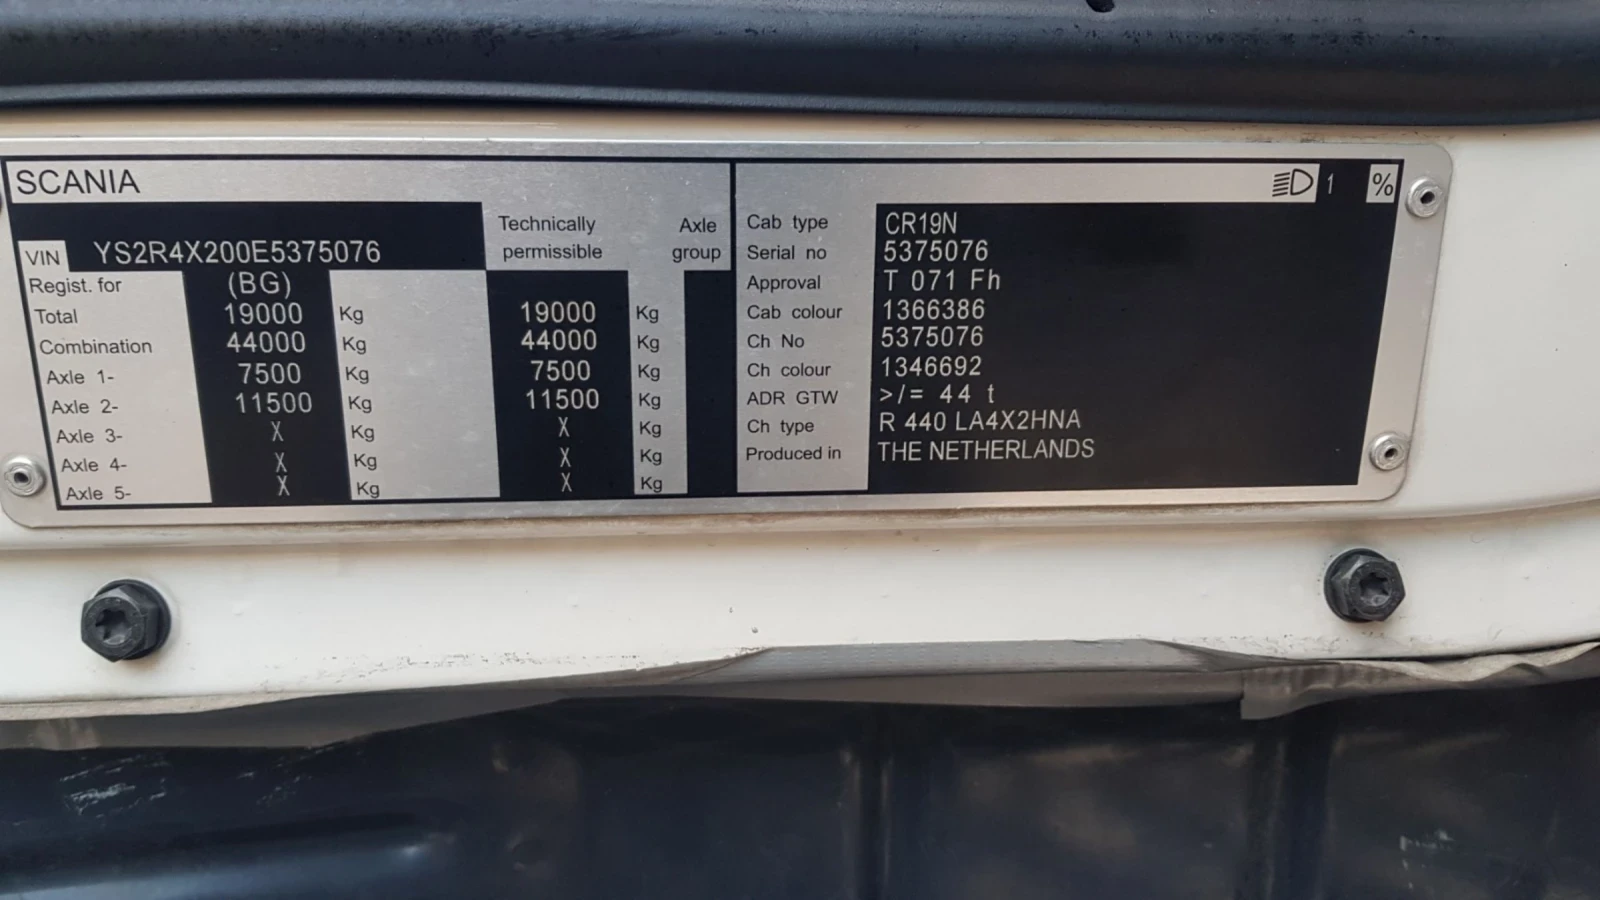 SCANIA
1 %
VIN YS2R4X200E5375076
Technically permissible Axle group
Regist. for (BG)
Total 19000 Kg 19000 Kg
Combination 44000 Kg 44000 Kg
Axle 1- 7500 Kg 7500 Kg
Axle 2- 11500 Kg 11500 Kg
Axle 3- X Kg X Kg
Axle 4- X Kg X Kg
Axle 5- X Kg X Kg
Cab type CR19N
Serial no 5375076
Approval T 071 Fh
Cab colour 1366386
Ch No 5375076
Ch colour 1346692
ADR GTW >/= 44 t
Ch type R 440 LA4X2HNA
Produced in THE NETHERLANDS